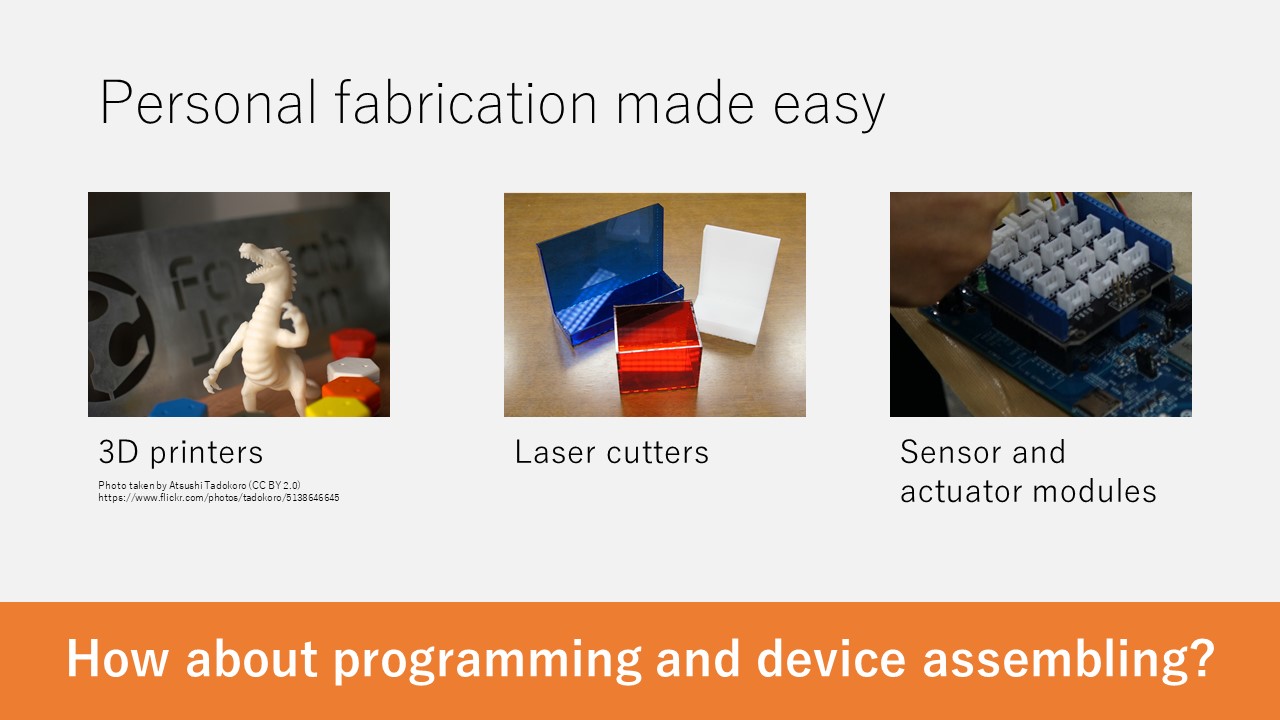 Personal fabrication made easy
3D printers
Photo taken by Atsushi Tadokoro (CC BY 2.0)
https://www.flickr.com/photos/tadokoro/5138646645
Laser cutters
Sensor and
actuator modules
How about programming and device assembling?